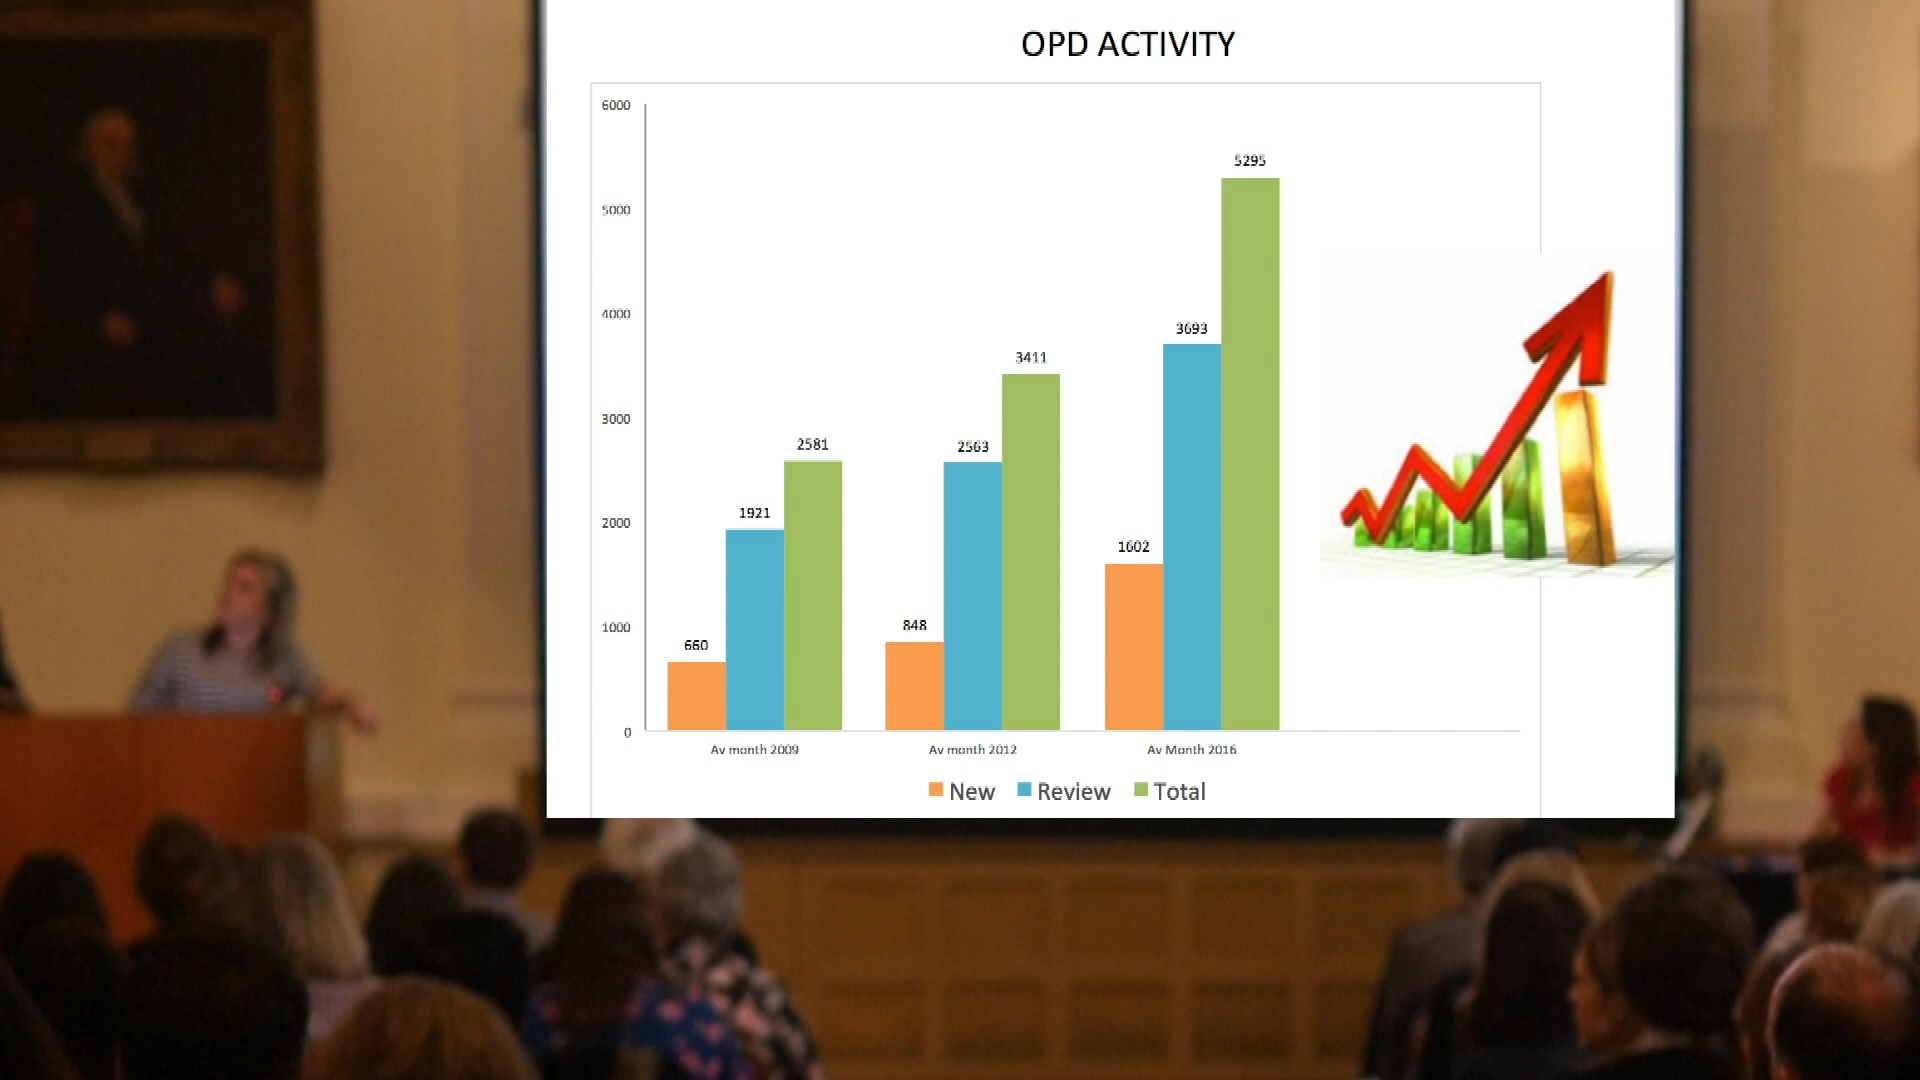 OPD ACTIVITY
6000
5000
4000
3000
2000
1000
0
660
1921
2581
848
2563
3411
1602
3693
5295
Av month 2009
Av month 2012
Av Month 2016
New
Review
Total